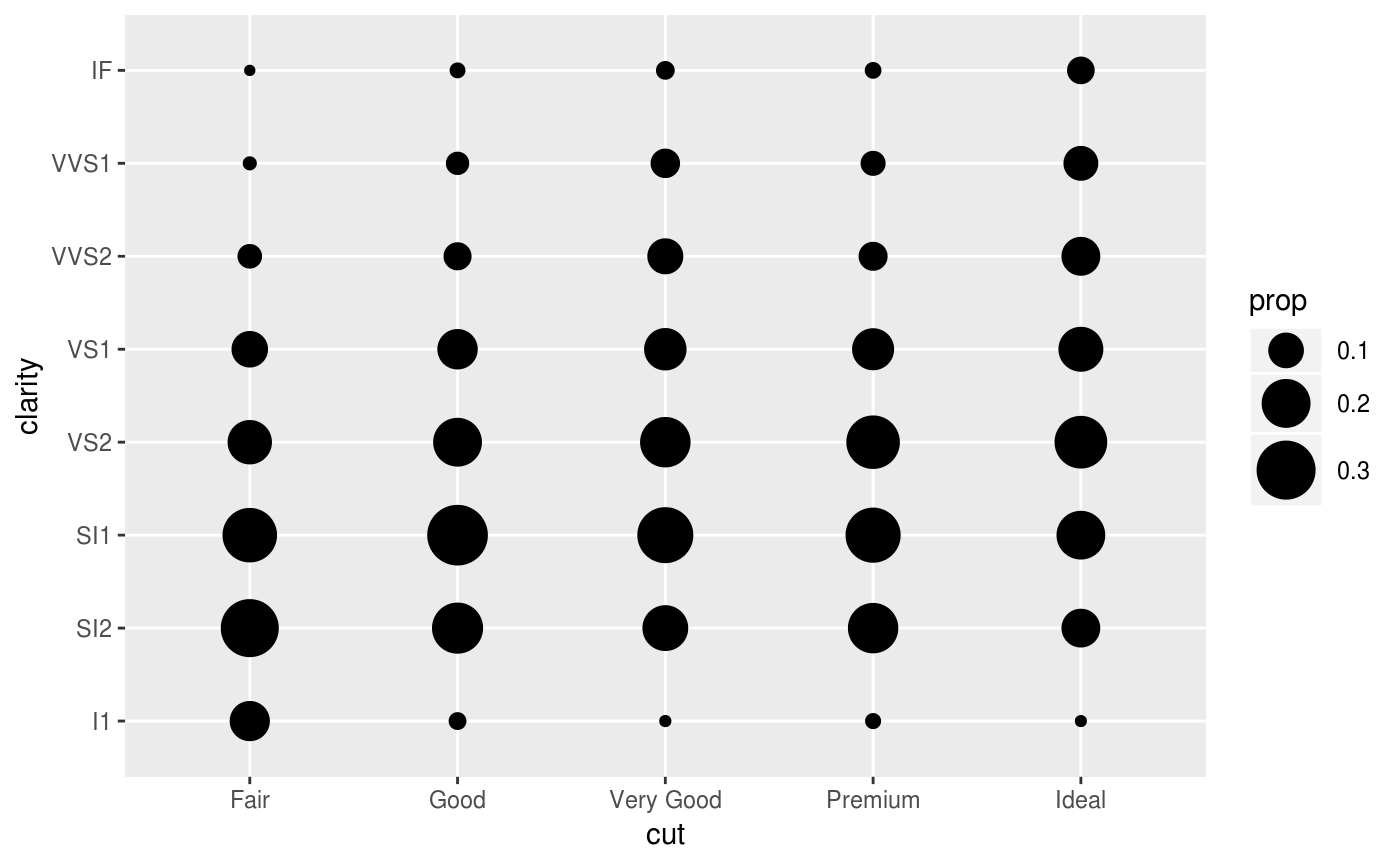 IF
VVS1
VVS2
VS1
VS2
SI1
SI2
I1
clarity
Fair Good Very Good Premium Ideal
cut
prop
0.1
0.2
0.3